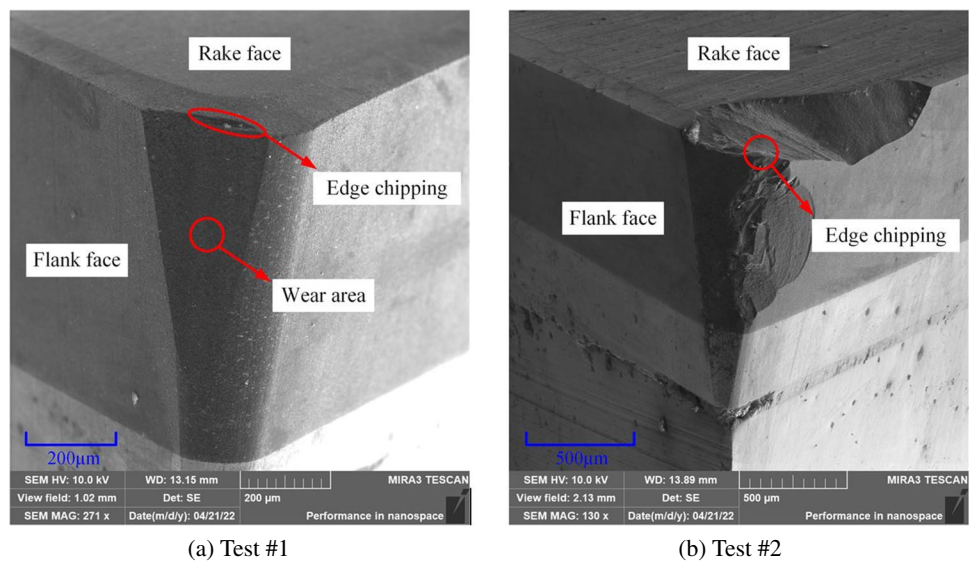 Rake face
Edge chipping
Flank face
Wear area
200µm
SEM HV: 10.0 kV WD: 13.15 mm MIRA3 TESCAN
View field: 1.02 mm Det: SE 200 µm
SEM MAG: 271 x Date(m/d/y): 04/21/22 Performance in nanospace
(a) Test #1
Rake face
Flank face
Edge chipping
500µm
SEM HV: 10.0 kV WD: 13.89 mm MIRA3 TESCAN
View field: 2.13 mm Det: SE 500 µm
SEM MAG: 130 x Date(m/d/y): 04/21/22 Performance in nanospace
(b) Test #2